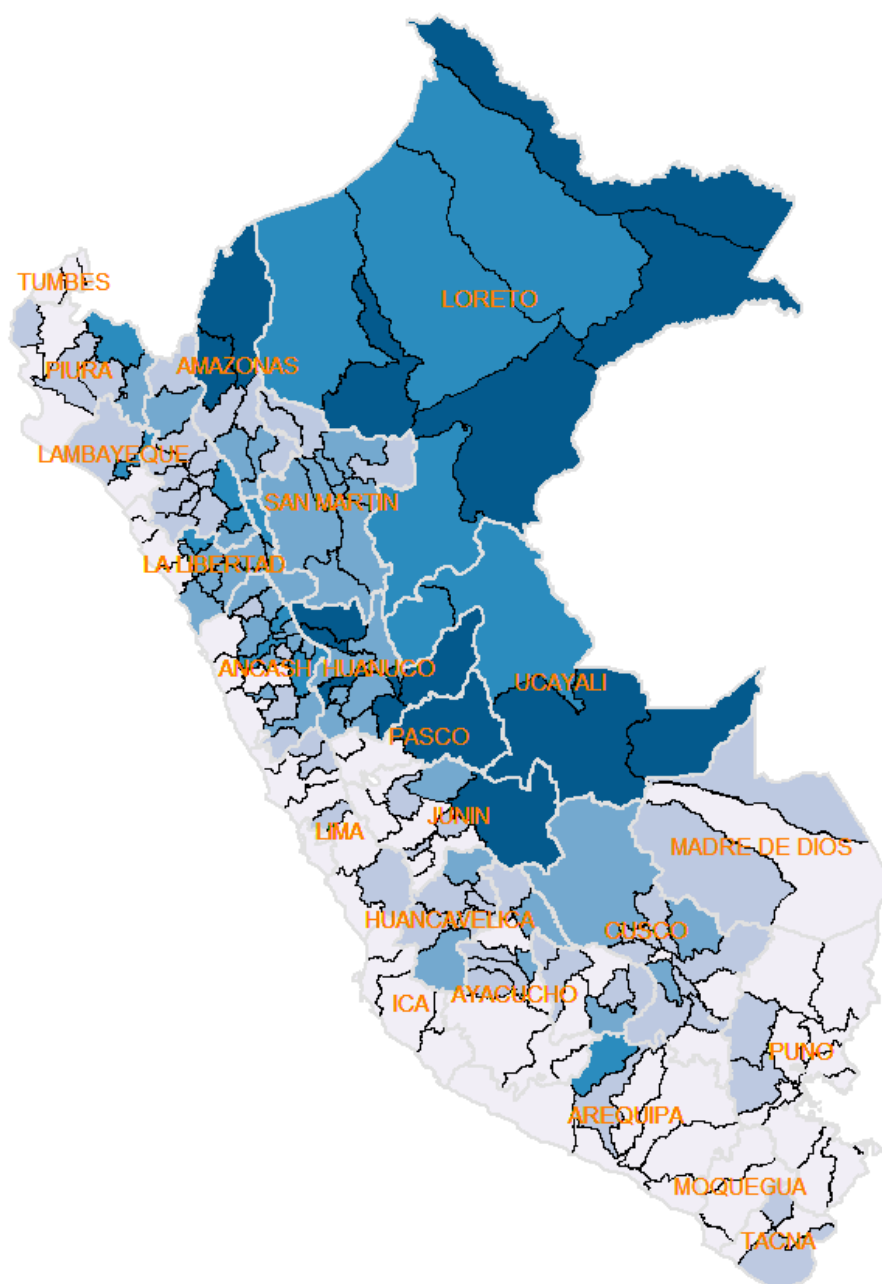 TUMBES
LORETO
PIURA
AMAZONAS
LAMBAYEQUE
SAN MARTIN
LA LIBERTAD
ANCASH
HUANUCO
UCAYALI
PASCO
JUNIN
LIMA
MADRE DE DIOS
HUANCAVELICA
CUSCO
AYACUCHO
ICA
PUNO
AREQUIPA
MOQUEGUA
TACNA